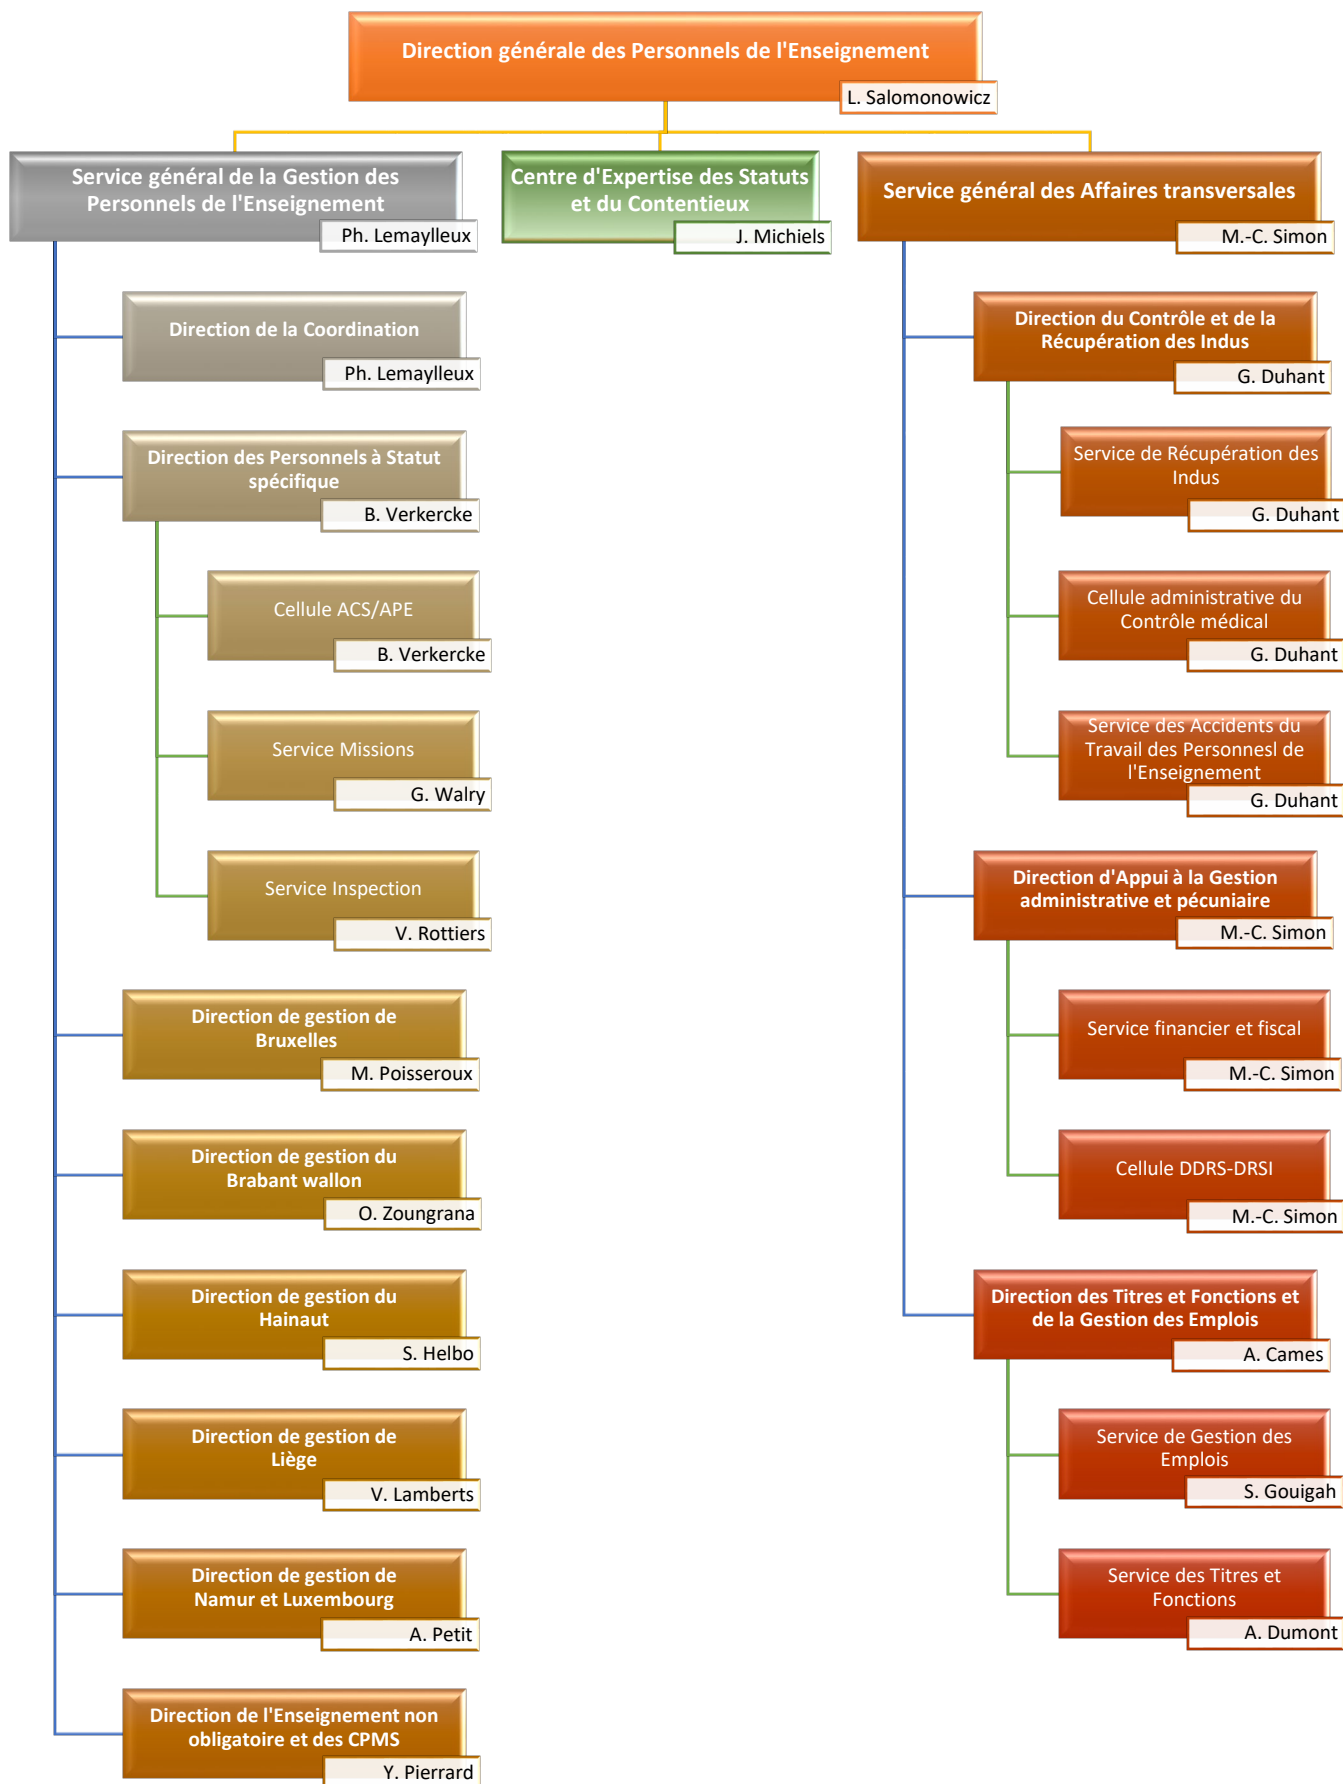 Direction générale des Personnels de l'Enseignement
L. Salomonowicz
Service général de la Gestion des
Personnels de l'Enseignement
Ph. Lemaylleux
Direction de la Coordination
Ph. Lemaylleux
Direction des Personnels à Statut
spécifique
B. Verkercke
Cellule ACS/APE
B. Verkercke
Service Missions
G. Walry
Service Inspection
V. Rottiers
Direction de gestion de
Bruxelles
M. Poisseroux
Direction de gestion du
Brabant wallon
O. Zoungrana
Direction de gestion du
Hainaut
S. Helbo
Direction de gestion de
Liège
V. Lamberts
Direction de gestion de
Namur et Luxembourg
A. Petit
Direction de l'Enseignement non
obligatoire et des CPMS
Y. Pierrard
Centre d'Expertise des Statuts
et du Contentieux
J. Michiels
Service général des Affaires transversales
M.-C. Simon
Direction du Contrôle et de la
Récupération des Indus
G. Duhant
Service de Récupération des
Indus
G. Duhant
Cellule administrative du
Contrôle médical
G. Duhant
Service des Accidents du
Travail des Personnesl de
l'Enseignement
G. Duhant
Direction d'Appui à la Gestion
administrative et pécuniaire
M.-C. Simon
Service financier et fiscal
M.-C. Simon
Cellule DDRS-DRSI
M.-C. Simon
Direction des Titres et Fonctions et
de la Gestion des Emplois
A. Cames
Service de Gestion des
Emplois
S. Gouigah
Service des Titres et
Fonctions
A. Dumont